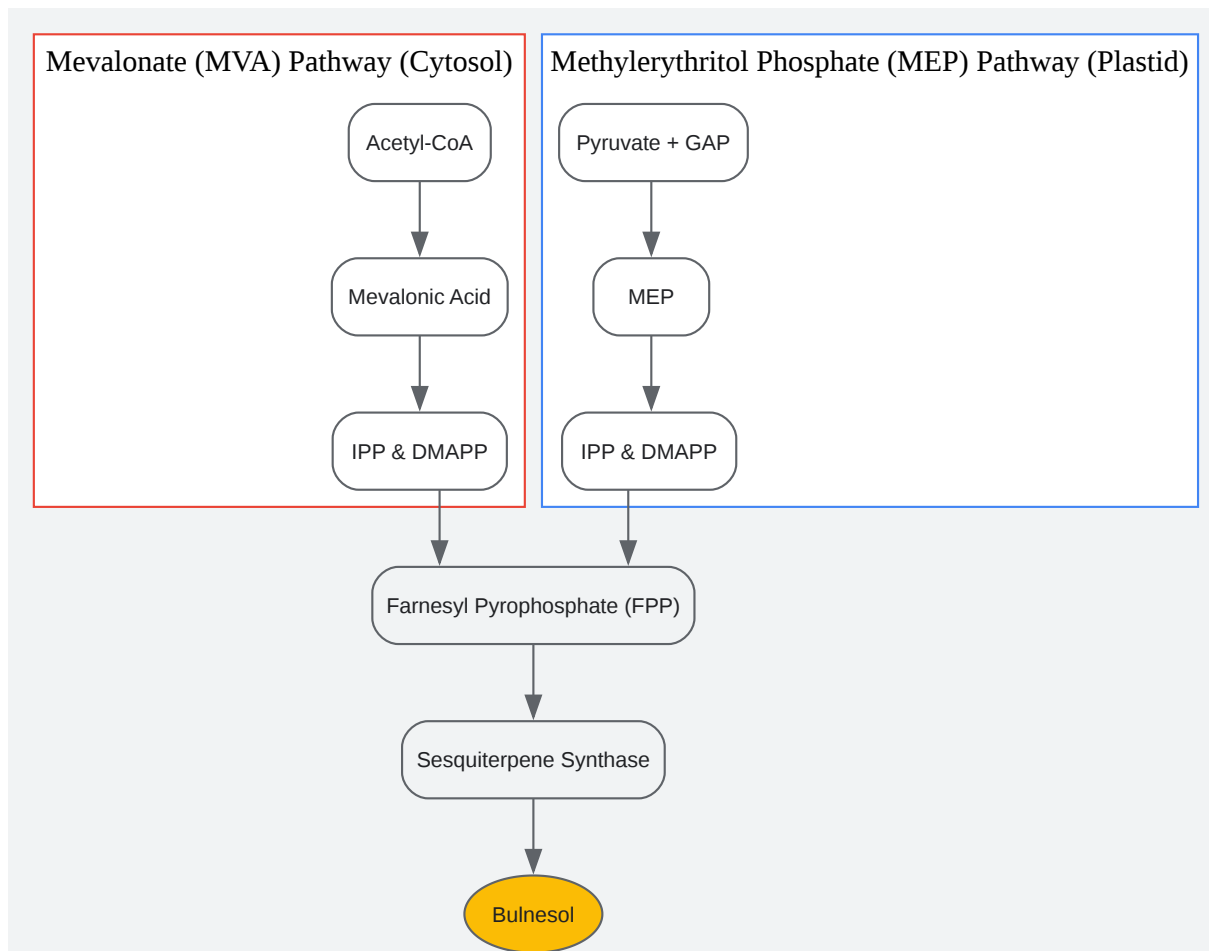 Mevalonate (MVA) Pathway (Cytosol)
Acetyl-CoA
Mevalonic Acid
IPP & DMAPP
Methylerythritol Phosphate (MEP) Pathway (Plastid)
Pyruvate + GAP
MEP
IPP & DMAPP
Farnesyl Pyrophosphate (FPP)
Sesquiterpene Synthase
Bulnesol